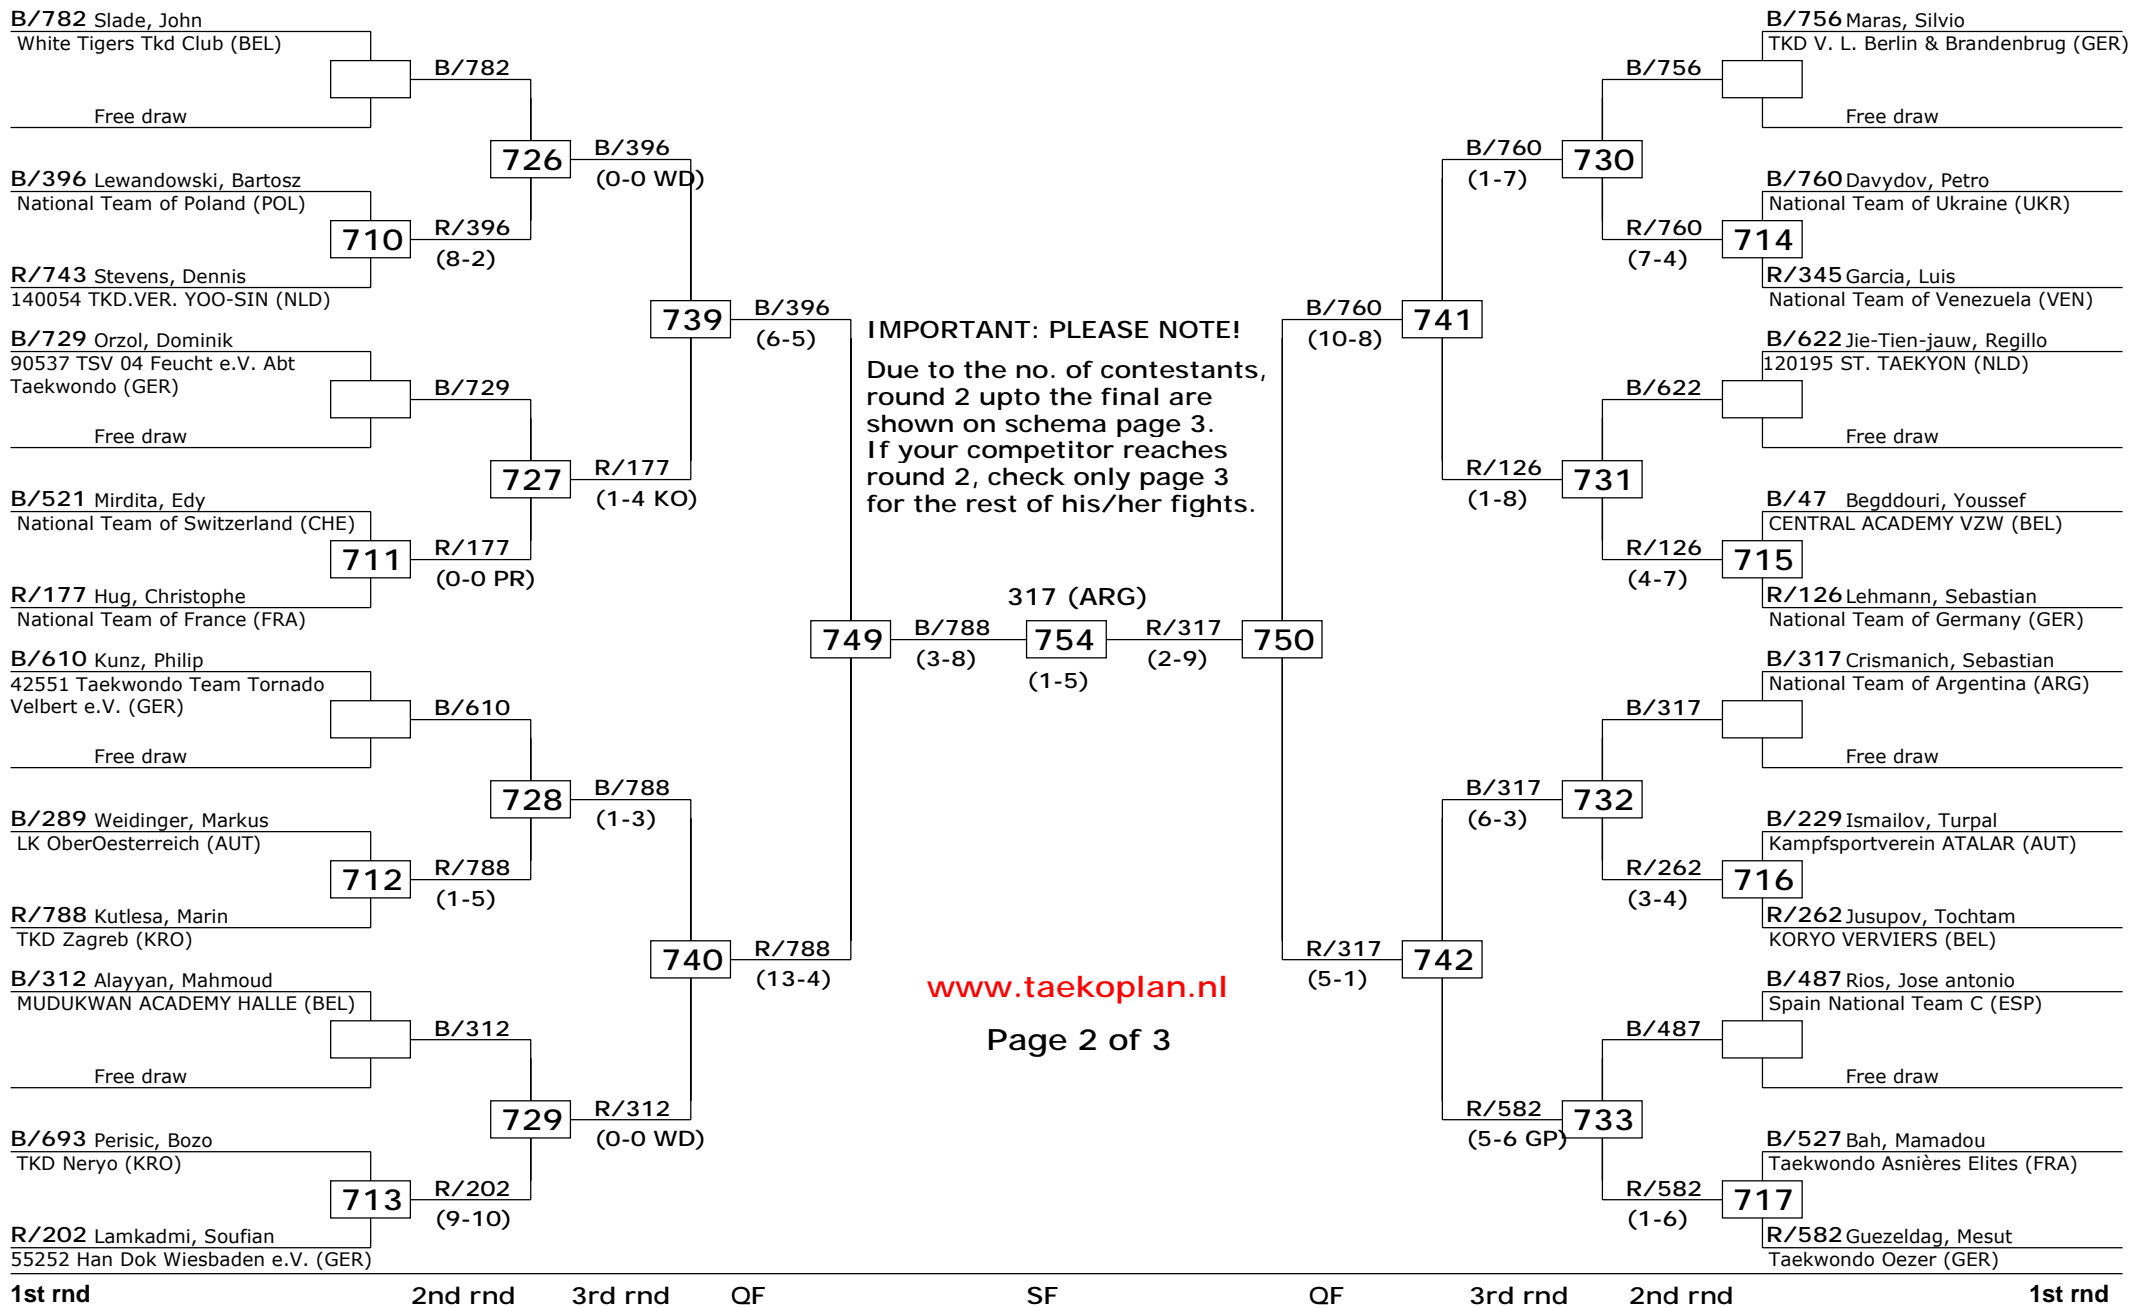 B/782 Slade, John
White Tigers Tkd Club (BEL)
B/782
Free draw
726
B/396
(0-0 WD)
B/396 Lewandowski, Bartosz
National Team of Poland (POL)
710
R/396
(8-2)
R/743 Stevens, Dennis
140054 TKD.VER. YOO-SIN (NLD)
739
B/396
(6-5)
B/729 Orzol, Dominik
90537 TSV 04 Feucht e.V. Abt
Taekwondo (GER)
B/729
Free draw
727
R/177
(1-4 KO)
B/521 Mirdita, Edy
National Team of Switzerland (CHE)
711
R/177
(0-0 PR)
R/177 Hug, Christophe
National Team of France (FRA)
749
B/788
(3-8)
B/610 Kunz, Philip
42551 Taekwondo Team Tornado
Velbert e.V. (GER)
B/610
Free draw
728
B/788
(1-3)
B/289 Weidinger, Markus
LK OberOesterreich (AUT)
712
R/788
(1-5)
R/788 Kutlesa, Marin
TKD Zagreb (KRO)
740
R/788
(13-4)
B/312 Alayyan, Mahmoud
MUDUKWAN ACADEMY HALLE (BEL)
B/312
Free draw
729
R/312
(0-0 WD)
B/693 Perisic, Bozo
TKD Neryo (KRO)
713
R/202
(9-10)
R/202 Lamkadmi, Soufian
55252 Han Dok Wiesbaden e.V. (GER)
IMPORTANT: PLEASE NOTE!
Due to the no. of contestants,
round 2 upto the final are
shown on schema page 3.
If your competitor reaches
round 2, check only page 3
for the rest of his/her fights.
317 (ARG)
754
(1-5)
www.taekoplan.nl
Page 2 of 3
B/756 Maras, Silvio
TKD V. L. Berlin & Brandenbrug (GER)
B/756
Free draw
B/760
(1-7)
730
B/760 Davydov, Petro
National Team of Ukraine (UKR)
R/760
(7-4)
714
R/345 Garcia, Luis
National Team of Venezuela (VEN)
B/760
(10-8)
741
B/622 Jie-Tien-jauw, Regillo
120195 ST. TAEKYON (NLD)
B/622
Free draw
R/126
(1-8)
731
B/47 Begddouri, Youssef
CENTRAL ACADEMY VZW (BEL)
R/126
(4-7)
715
R/126 Lehmann, Sebastian
National Team of Germany (GER)
R/317
(2-9)
750
B/317 Crismanich, Sebastian
National Team of Argentina (ARG)
B/317
Free draw
B/317
(6-3)
732
B/229 Ismailov, Turpal
Kampfsportverein ATALAR (AUT)
R/262
(3-4)
716
R/262 Jusupov, Tochtam
KORYO VERVIERS (BEL)
R/317
(5-1)
742
B/487 Rios, Jose antonio
Spain National Team C (ESP)
B/487
Free draw
R/582
(5-6 GP)
733
B/527 Bah, Mamadou
Taekwondo Asnières Elites (FRA)
R/582
(1-6)
717
R/582 Guezeldag, Mesut
Taekwondo Oezer (GER)
1st rnd 2nd rnd 3rd rnd QF SF QF 3rd rnd 2nd rnd 1st rnd